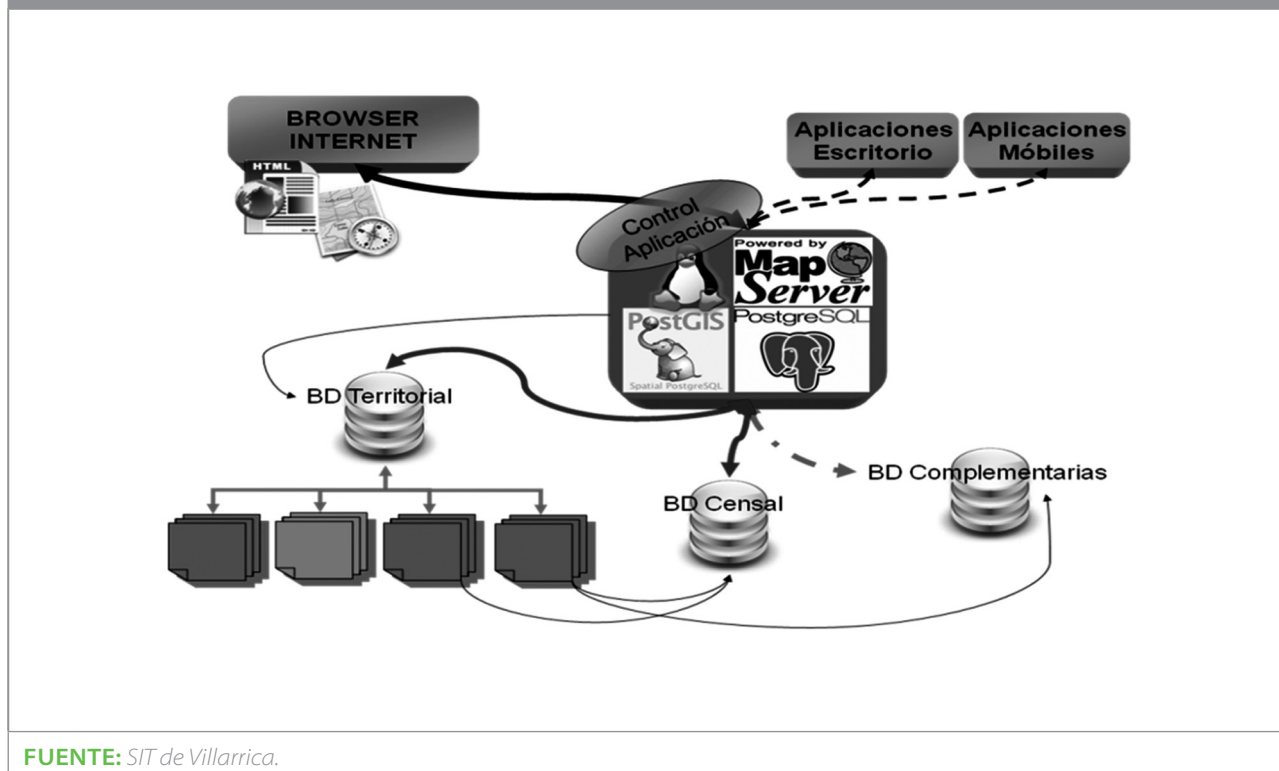 BROWSER
INTERNET
HTML
Aplicaciones
Escritorio
Aplicaciones
Móbiles
Control
Aplicación
Powered by
Map
Server
PostGIS
Spatial PostgreSQL
PostgreSQL
BD Territorial
BD Censal
BD Complementarias
FUENTE: SIT de Villarrica.